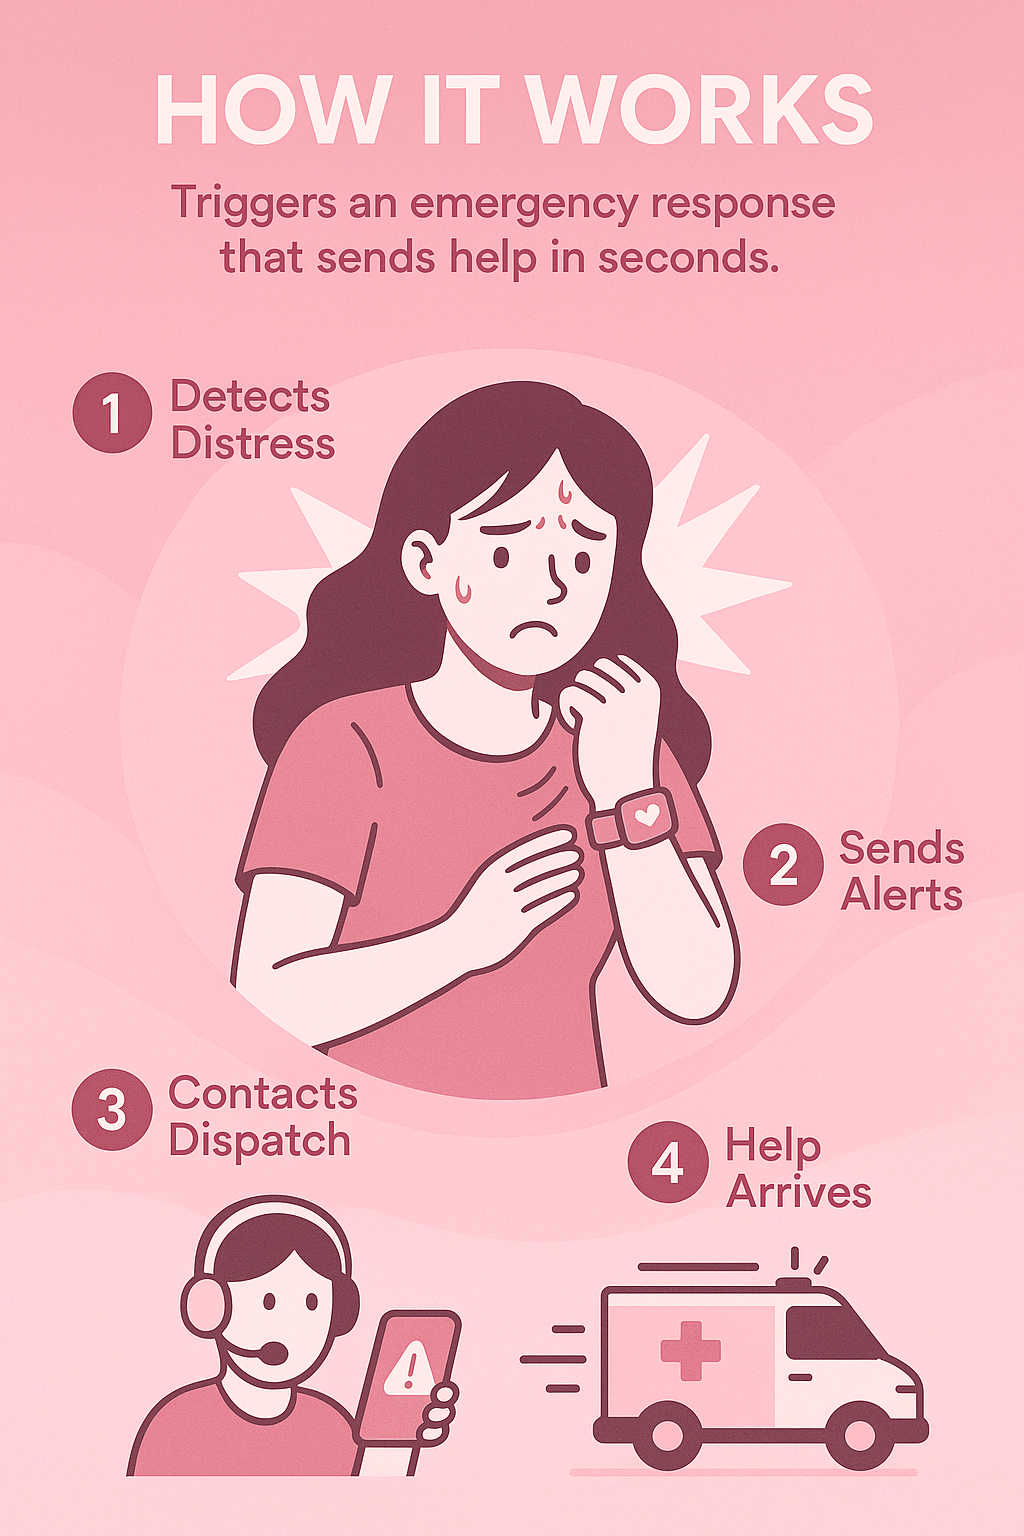 HOW IT WORKS
Triggers an emergency response
that sends help in seconds.
1
Detects
Distress
2
Sends
Alerts
3
Contacts
Dispatch
4
Help
Arrives